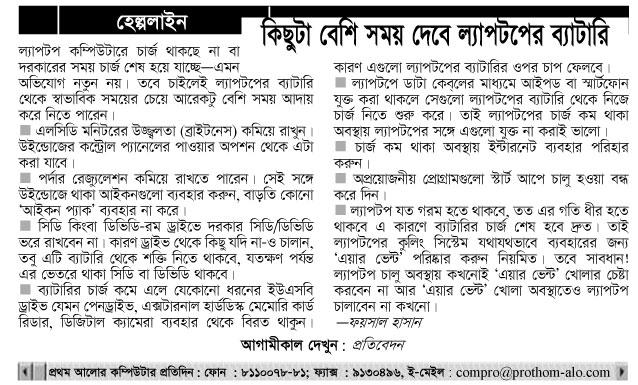 হেল্পলাইন
কিছুটা বেশি সময় দেবে ল্যাপটপের ব্যাটারি
ল্যাপটপ কম্পিউটারে চার্জ থাকছে না বা
দরকারের সময় চার্জ শেষ হয়ে যাচ্ছে—এমন
অভিযোগ নতুন নয়। তবে চাইলেই ল্যাপটপের ব্যাটারি
থেকে স্বাভাবিক সময়ের চেয়ে আরেকটু বেশি সময় আদায়
করে নিতে পারেন।
■ এলসিডি মনিটরের উজ্জ্বলতা (ব্রাইটনেস) কমিয়ে রাখুন।
উইন্ডোজের কন্ট্রোল প্যানেলের পাওয়ার অপশন থেকে এটা
করা যাবে।
■ পর্দার রেজ্যুলেশন কমিয়ে রাখতে পারেন। সেই সঙ্গে
উইন্ডোজে থাকা আইকনগুলো ব্যবহার করুন, বাড়তি কোনো
‘আইকন প্যাক’ ব্যবহার না করে।
■ সিডি কিংবা ডিভিডি-রম ড্রাইভে দরকার সিডি/ডিভিডি
ভরে রাখবেন না। কারণ ড্রাইভ থেকে কিছু যদি না-ও চালান,
তবু এটি ব্যাটারি থেকে শক্তি নিতে থাকবে, যতক্ষণ পর্যন্ত
এর ভেতরে থাকা সিডি বা ডিভিডি থাকবে।
■ ব্যাটারির চার্জ কমে এলে যেকোনো ধরনের ইউএসবি
ড্রাইভ যেমন পেনড্রাইভ, এক্সটারনাল হার্ডডিস্ক মেমোরি কার্ড
রিডার, ডিজিটাল ক্যামেরা ব্যবহার থেকে বিরত থাকুন।
কারণ এগুলো ল্যাপটপের ব্যাটারির ওপর চাপ ফেলবে।
■ ল্যাপটপে ডাটা কেব্‌লের মাধ্যমে আইপড বা স্মার্টফোন
যুক্ত করা থাকলে সেগুলো ল্যাপটপের ব্যাটারি থেকে নিজে
চার্জ নিতে শুরু করে। তাই ল্যাপটপের চার্জ কম থাকা
অবস্থায় ল্যাপটপের সঙ্গে এগুলো যুক্ত না করাই ভালো।
■ চার্জ কম থাকা অবস্থায় ইন্টারনেট ব্যবহার পরিহার
করুন।
■ অপ্রয়োজনীয় প্রোগ্রামগুলো স্টার্ট আপে চালু হওয়া বন্ধ
করে দিন।
■ ল্যাপটপ যত গরম হতে থাকবে, তত এর গতি ধীর হতে
থাকবে এ কারণে ব্যাটারির চার্জ শেষ হবে দ্রুত। তাই
ল্যাপটপের কুলিং সিস্টেম যথাযথভাবে ব্যবহারের জন্য
‘এয়ার ভেন্ট’ পরিষ্কার করুন নিয়মিত। তবে সাবধান!
ল্যাপটপ চালু অবস্থায় কখনোই ‘এয়ার ভেন্ট’ খোলার চেষ্টা
করবেন না আর ‘এয়ার ভেন্ট’ খোলা অবস্থাতেও ল্যাপটপ
চালাবেন না কখনো।
—ফয়সাল হাসান
আগামীকাল দেখুন : প্রতিবেদন
প্রথম আলোর কম্পিউটার প্রতিদিন : ফোন : ৮১১০০৭৮-৮১; ফ্যাক্স : ৯১৩০৪৯৬, ই-মেইল : compro@prothom-alo.com